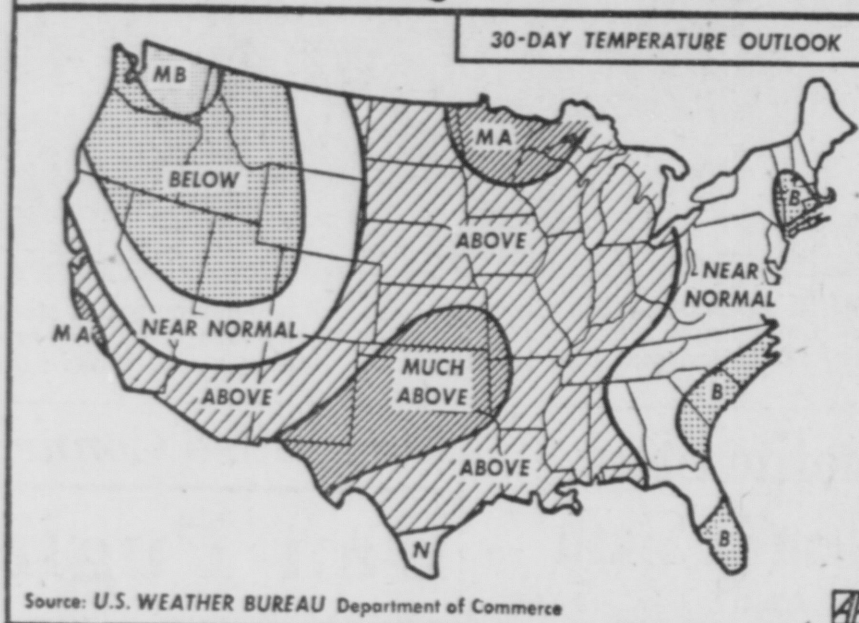 30-DAY TEMPERATURE OUTLOOK
MB
MA
BELOW
B
ABOVE
NEAR
NORMAL
MA
NEAR NORMAL
MUCH
ABOVE
ABOVE
B
ABOVE
B
N
Source: U.S. WEATHER BUREAU Department of Commerce